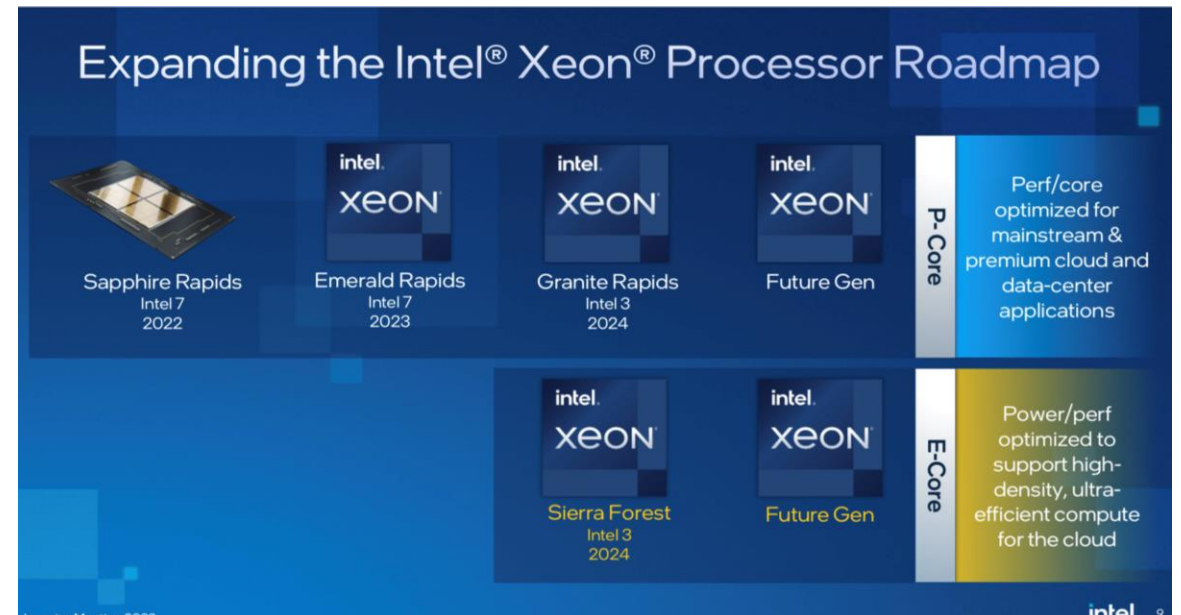 Expanding the Intel® Xeon® Processor Roadmap
intel.
xeon
Sapphire Rapids
Intel 7
2022
Emerald Rapids
Intel 7
2023
intel.
xeon
Granite Rapids
Intel 3
2024
intel.
xeon
Future Gen
P-Core
Perf/core
optimized for
mainstream &
premium cloud and
data-center
applications
intel.
xeon
Sierra Forest
Intel 3
2024
intel.
xeon
Future Gen
E-Core
Power/perf
optimized to
support high-
density, ultra-
efficient compute
for the cloud
intel
9